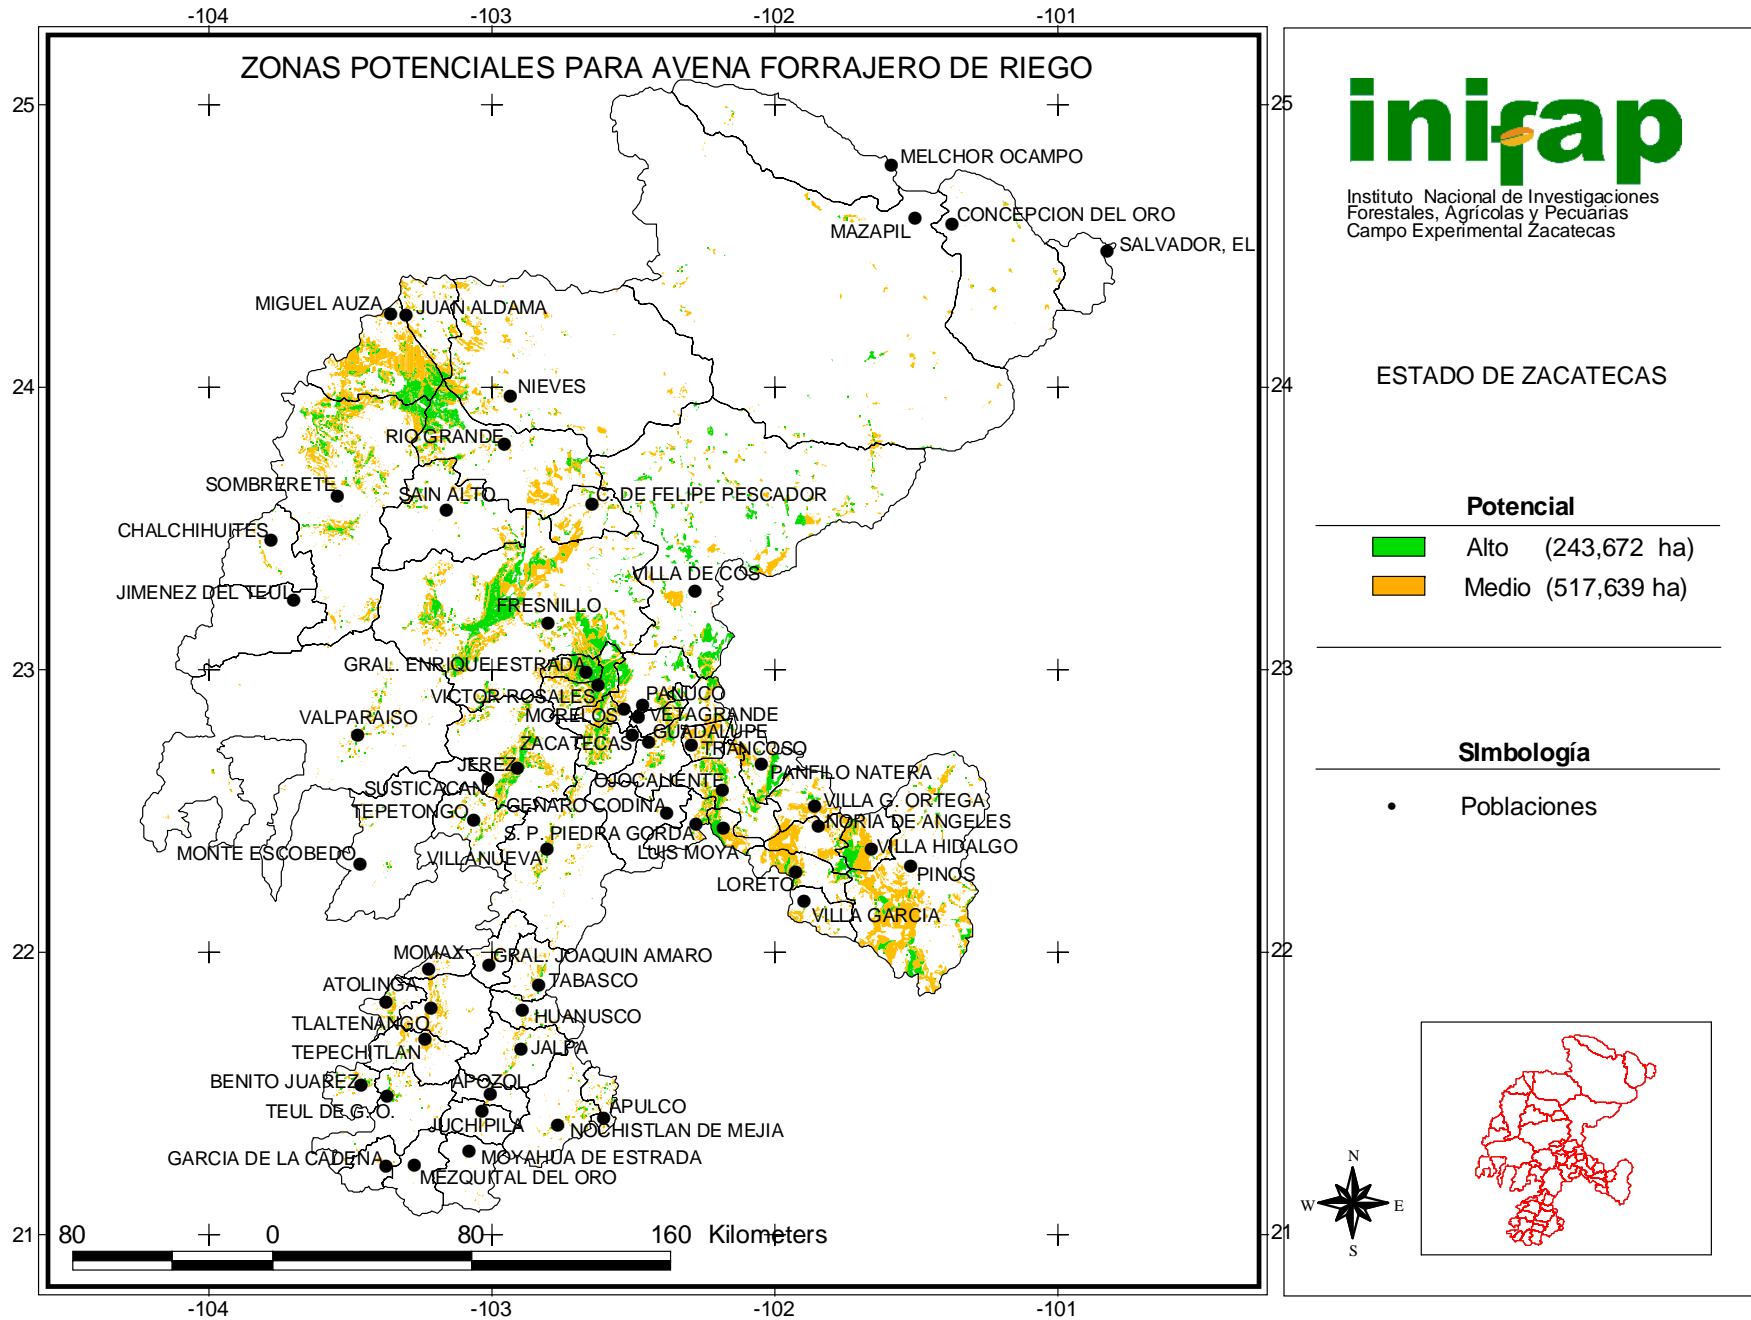 -104
-103
-102
-101
ZONAS POTENCIALES PARA AVENA FORRAJERO DE RIEGO
25
25
24
24
23
23
22
22
21
21
MELCHOR OCAMPO
CONCEPCION DEL ORO
MAZAPIL
SALVADOR, EL
MIGUEL AUZA
JUAN ALDAMA
NIEVES
RIO GRANDE
SOMBRERETE
SAIN ALTO
C. DE FELIPE PESCADOR
CHALCHIHUITES
VILLA DE COS
JIMENEZ DEL TEUL
FRESNILLO
GRAL. ENRIQUE ESTRADA
VICTOR ROSALES
PANUCO
MORELOS
VETAGRANDE
VALPARAISO
GUADALUPE
ZACATECAS
TRANCOSO
JEREZ
PANFILO NATERA
SUSTICACAN
OJOCALIENTE
TEPETONGO
GENARO CODINA
VILLA G. ORTEGA
NORIA DE ANGELES
S. P. PIEDRA GORDA
VILLA HIDALGO
MONTE ESCOBEDO
VILLANUEVA
LUIS MOYA
PINOS
LORETO
VILLA GARCIA
MOMAX
GRAL. JOAQUIN AMARO
ATOLINGA
TABASCO
TLALTENANGO
HUANUSCO
TEPECHITLAN
JALPA
BENITO JUAREZ
APOZOL
TEUL DE G. O.
APULCO
JUCHIPILA
NOCHISTLAN DE MEJIA
GARCIA DE LA CADENA
MOYAHUA DE ESTRADA
MEZQUITAL DEL ORO
80
0
80
160
Kilometers
-104
-103
-102
-101
inifap
Instituto Nacional de Investigaciones
Forestales, Agrícolas y Pecuarias
Campo Experimental Zacatecas
ESTADO DE ZACATECAS
Potencial
Alto (243,672 ha)
Medio (517,639 ha)
SImbología
Poblaciones
N
W
E
S